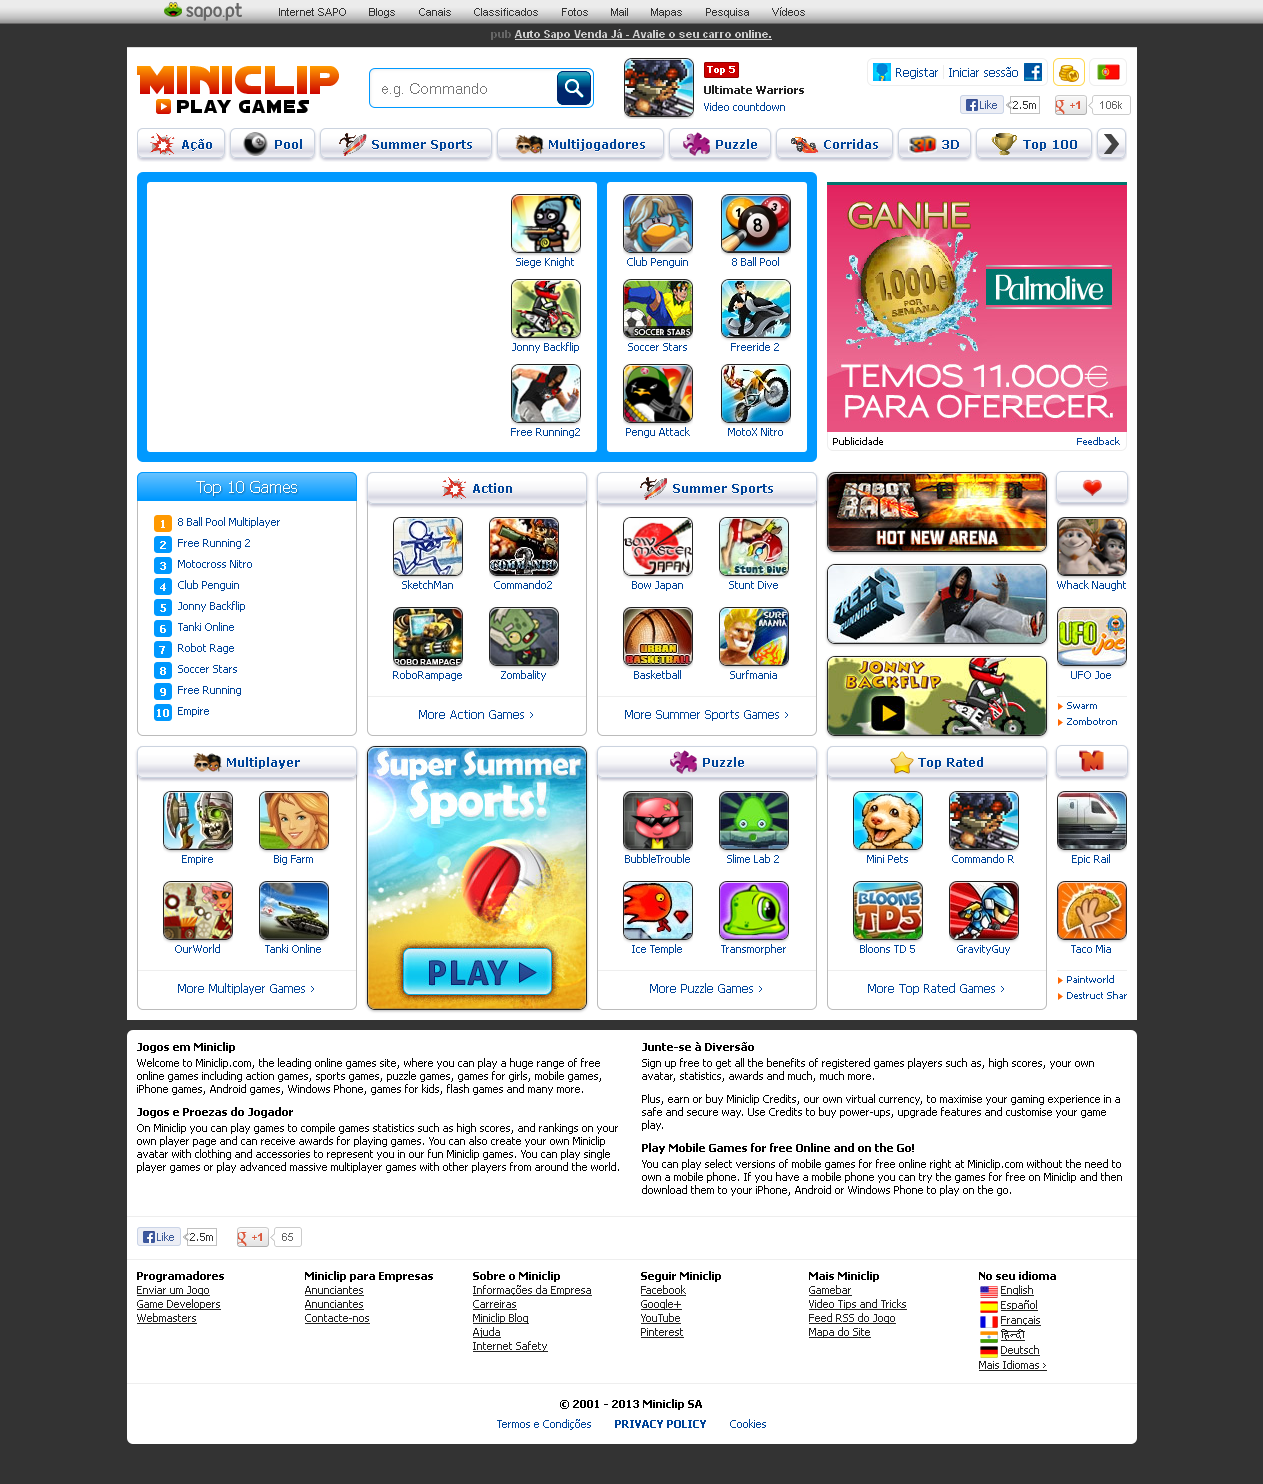 sapo.pt
Internet SAPO Blogs Canais Classificados Fotos Mail Mapas Pesquisa Vídeos
pub Auto Sapo Venda Já - Avalie o seu carro online.
MINICLIP
PLAY GAMES
e.g. Commando
Top 5
Ultimate Warriors
Video countdown
Registar Iniciar sessão
Like 2.5m +1 106k
Ação Pool Summer Sports Multijogadores Puzzle Corridas 3D Top 100
Siege Knight Club Penguin 8 Ball Pool
SOCCER STARS
Jonny Backflip Soccer Stars Freeride 2
Free Running2 Pengu Attack MotoX Nitro
GANHE
1.000€
POR
SEMANA
Palmolive
TEMOS 11.000€
PARA OFERECER.
Publicidade Feedback
Top 10 Games
1 8 Ball Pool Multiplayer
2 Free Running 2
3 Motocross Nitro
4 Club Penguin
5 Jonny Backflip
6 Tanki Online
7 Robot Rage
8 Soccer Stars
9 Free Running
10 Empire
Action
COMMANDO 2
SketchMan Commando2
ROBO RAMPAGE
RoboRampage Zombality
More Action Games ›
Summer Sports
BOW MASTER JAPAN
Stunt Dive
Bow Japan Stunt Dive
URBAN BASKETBALL
SURF MANIA
Basketball Surfmania
More Summer Sports Games ›
ROBOT RAGE
HOT NEW ARENA
FREE RUNNING 2
JONNY BACKFLIP
Whack Naught
UFO Joe
UFO Joe
Swarm
Zombotron
Multiplayer
Empire Big Farm
OurWorld Tanki Online
More Multiplayer Games ›
Super Summer
Sports!
PLAY
Puzzle
BubbleTrouble Slime Lab 2
Ice Temple Transmorpher
More Puzzle Games ›
Top Rated
Mini Pets Commando R
BLOONS TD5
Bloons TD 5 GravityGuy
More Top Rated Games ›
M
Epic Rail
Taco Mia
Paintworld
Destruct Shar
Jogos em Miniclip
Welcome to Miniclip.com, the leading online games site, where you can play a huge range of free
online games including action games, sports games, puzzle games, games for girls, mobile games,
iPhone games, Android games, Windows Phone, games for kids, flash games and many more.
Jogos e Proezas do Jogador
On Miniclip you can play games to compile games statistics such as high scores, and rankings on your
own player page and can receive awards for playing games. You can also create your own Miniclip
avatar with clothing and accessories to represent you in our fun Miniclip games. You can play single
player games or play advanced massive multiplayer games with other players from around the world.
Junte-se à Diversão
Sign up free to get all the benefits of registered games players such as, high scores, your own
avatar, statistics, awards and much, much more.
Plus, earn or buy Miniclip Credits, our own virtual currency, to maximise your gaming experience in a
safe and secure way. Use Credits to buy power-ups, upgrade features and customise your game
play.
Play Mobile Games for free Online and on the Go!
You can play select versions of mobile games for free online right at Miniclip.com without the need to
own a mobile phone. If you have a mobile phone you can try the games for free on Miniclip and then
download them to your iPhone, Android or Windows Phone to play on the go.
Like 2.5m +1 65
Programadores
Enviar um Jogo
Game Developers
Webmasters
Miniclip para Empresas
Anunciantes
Anunciantes
Contacte-nos
Sobre o Miniclip
Informações da Empresa
Carreiras
Miniclip Blog
Ajuda
Internet Safety
Seguir Miniclip
Facebook
Google+
YouTube
Pinterest
Mais Miniclip
Gamebar
Video Tips and Tricks
Feed RSS do Jogo
Mapa do Site
No seu idioma
English
Español
Français
हिन्दी
Deutsch
Mais Idiomas ›
© 2001 - 2013 Miniclip SA
Termos e Condições PRIVACY POLICY Cookies